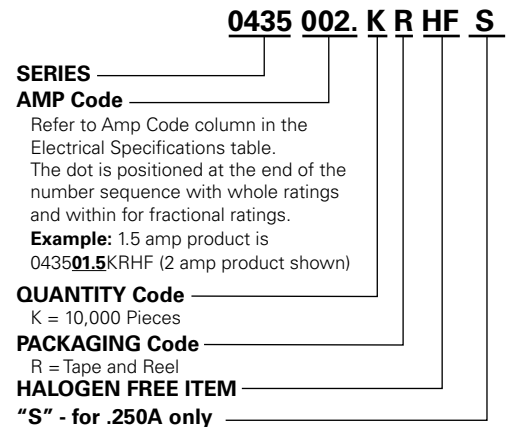 0435 002. K R HF S
SERIES
AMP Code
Refer to Amp Code column in the
Electrical Specifications table.
The dot is positioned at the end of the
number sequence with whole ratings
and within for fractional ratings.
Example: 1.5 amp product is
043501.5KRHF (2 amp product shown)
QUANTITY Code
K = 10,000 Pieces
PACKAGING Code
R = Tape and Reel
HALOGEN FREE ITEM
“S” - for .250A only